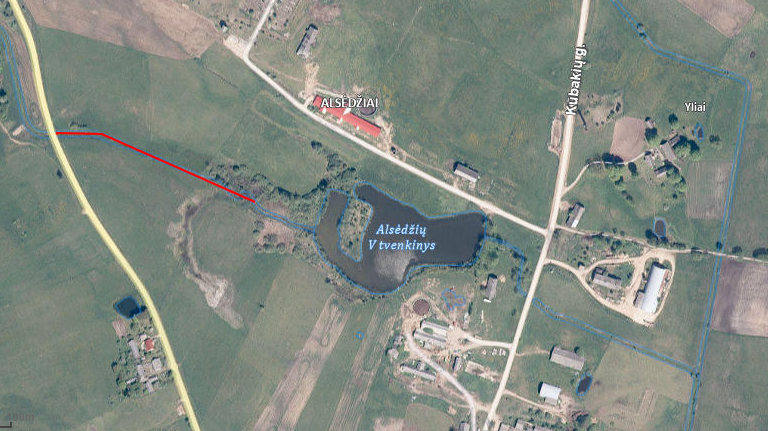 Kubakių g.
ALSĖDŽIAI
Yliai
Alsėdžių
V tvenkinys